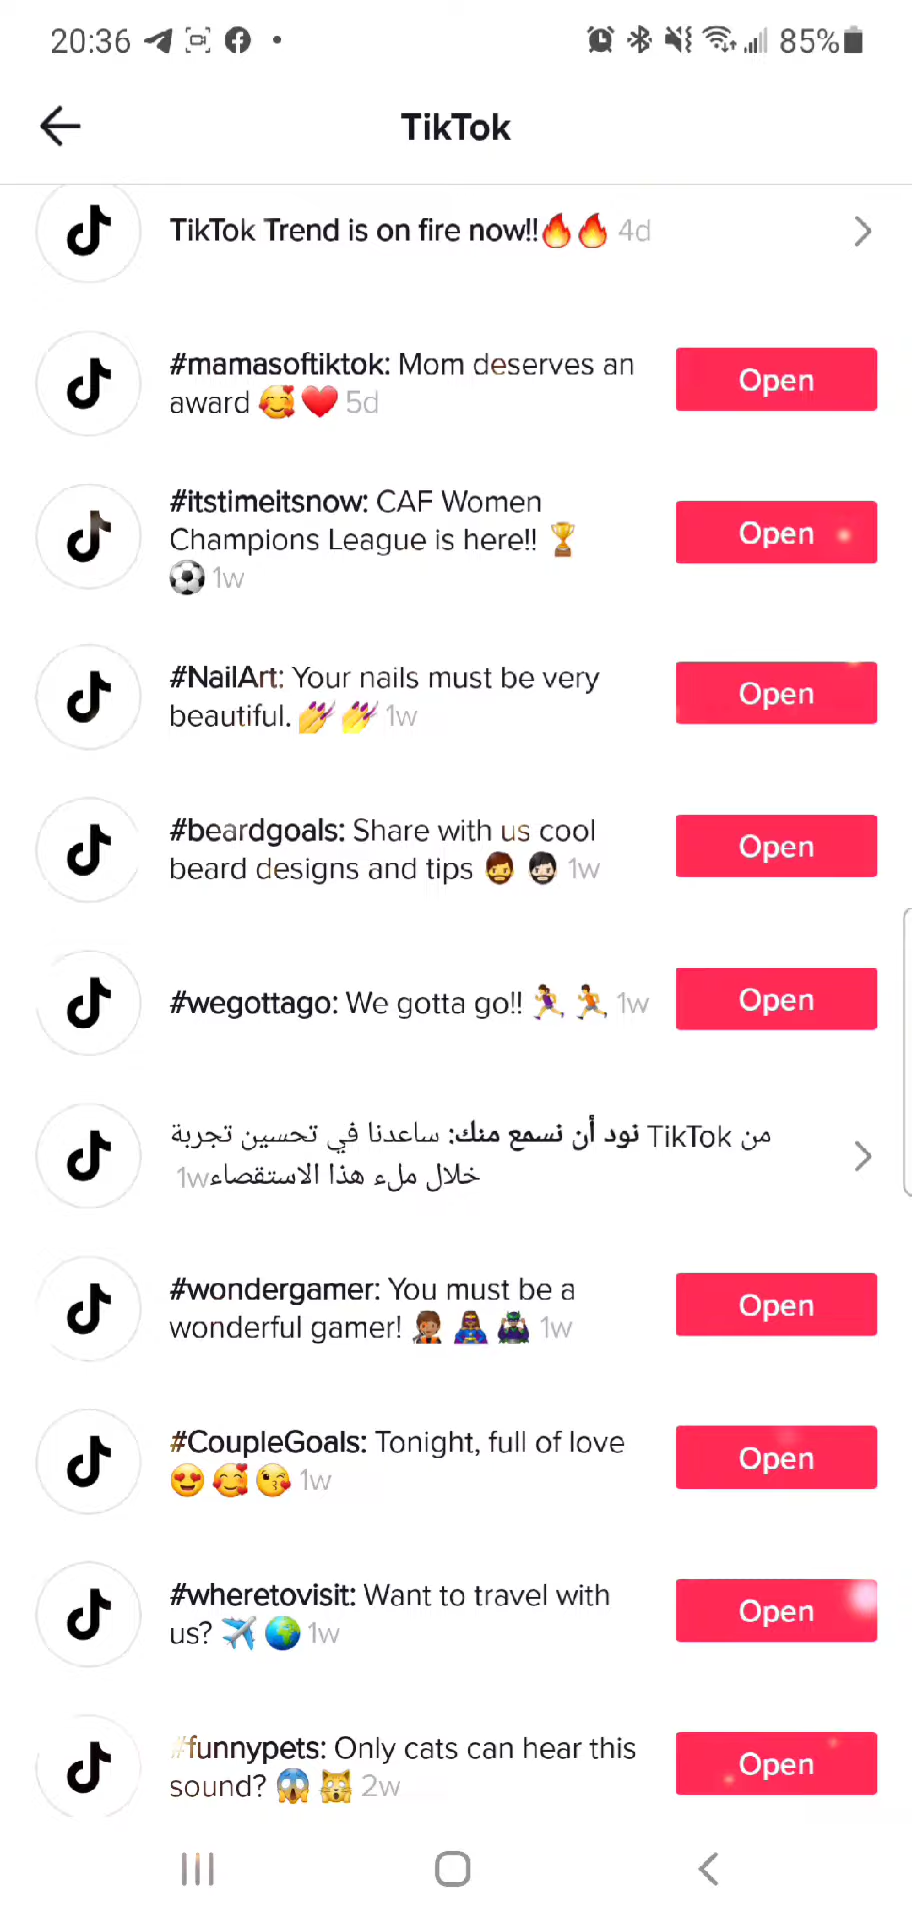 20:36
85%
TikTok
TikTok Trend is on fire now!!🔥🔥 4d
#mamasoftiktok: Mom deserves an
award 🥰❤️ 5d
Open
#itstimeitsnow: CAF Women
Champions League is here!! 🏆
⚽ 1w
Open
#NailArt: Your nails must be very
beautiful. 💅💅 1w
Open
#beardgoals: Share with us cool
beard designs and tips 🧔🧔🏻 1w
Open
#wegottago: We gotta go!! 🏃‍♀️🏃 1w
Open
نود أن نسمع منك: ساعدنا في تحسين تجربة TikTok من
خلال ملء هذا الاستقصاء 1w
#wondergamer: You must be a
wonderful gamer! 1w
Open
#CoupleGoals: Tonight, full of love
😍🥰😘 1w
Open
#wheretovisit: Want to travel with
us? ✈️🌍 1w
Open
#funnypets: Only cats can hear this
sound? 😱🙀 2w
Open